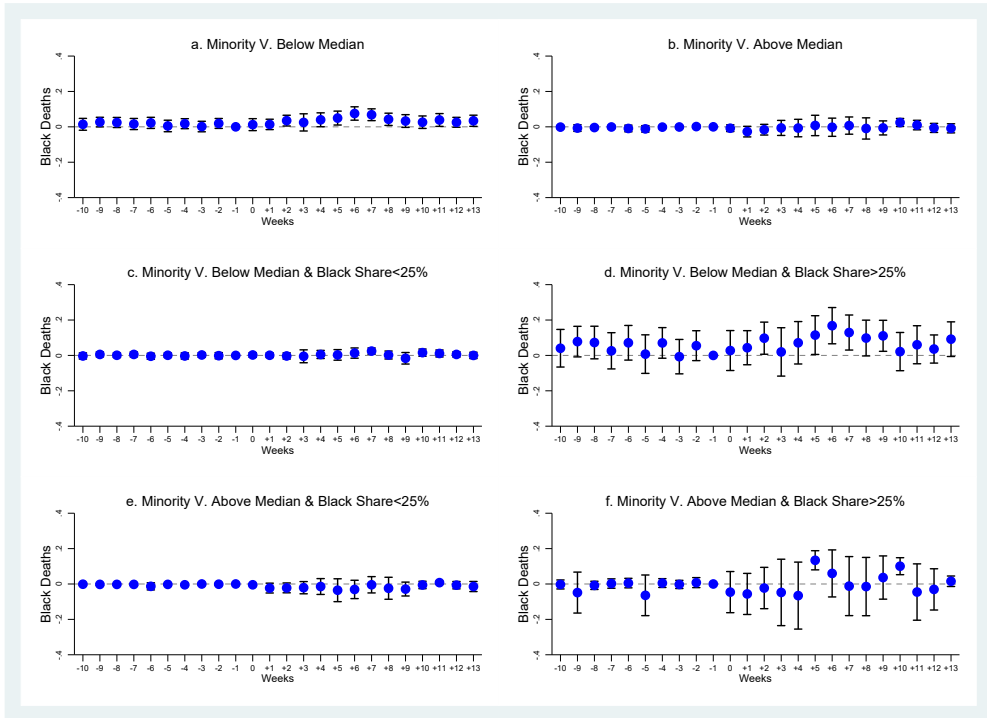 a. Minority V. Below Median
Black Deaths
.4
.2
0
-.2
-.4
-10 -9 -8 -7 -6 -5 -4 -3 -2 -1 0 +1 +2 +3 +4 +5 +6 +7 +8 +9 +10 +11 +12 +13
Weeks
b. Minority V. Above Median
Black Deaths
.4
.2
0
-.2
-.4
-10 -9 -8 -7 -6 -5 -4 -3 -2 -1 0 +1 +2 +3 +4 +5 +6 +7 +8 +9 +10 +11 +12 +13
Weeks
c. Minority V. Below Median & Black Share<25%
Black Deaths
.4
.2
0
-.2
-.4
-10 -9 -8 -7 -6 -5 -4 -3 -2 -1 0 +1 +2 +3 +4 +5 +6 +7 +8 +9 +10 +11 +12 +13
Weeks
d. Minority V. Below Median & Black Share>25%
Black Deaths
.4
.2
0
-.2
-.4
-10 -9 -8 -7 -6 -5 -4 -3 -2 -1 0 +1 +2 +3 +4 +5 +6 +7 +8 +9 +10 +11 +12 +13
Weeks
e. Minority V. Above Median & Black Share<25%
Black Deaths
.4
.2
0
-.2
-.4
-10 -9 -8 -7 -6 -5 -4 -3 -2 -1 0 +1 +2 +3 +4 +5 +6 +7 +8 +9 +10 +11 +12 +13
Weeks
f. Minority V. Above Median & Black Share>25%
Black Deaths
.4
.2
0
-.2
-.4
-10 -9 -8 -7 -6 -5 -4 -3 -2 -1 0 +1 +2 +3 +4 +5 +6 +7 +8 +9 +10 +11 +12 +13
Weeks